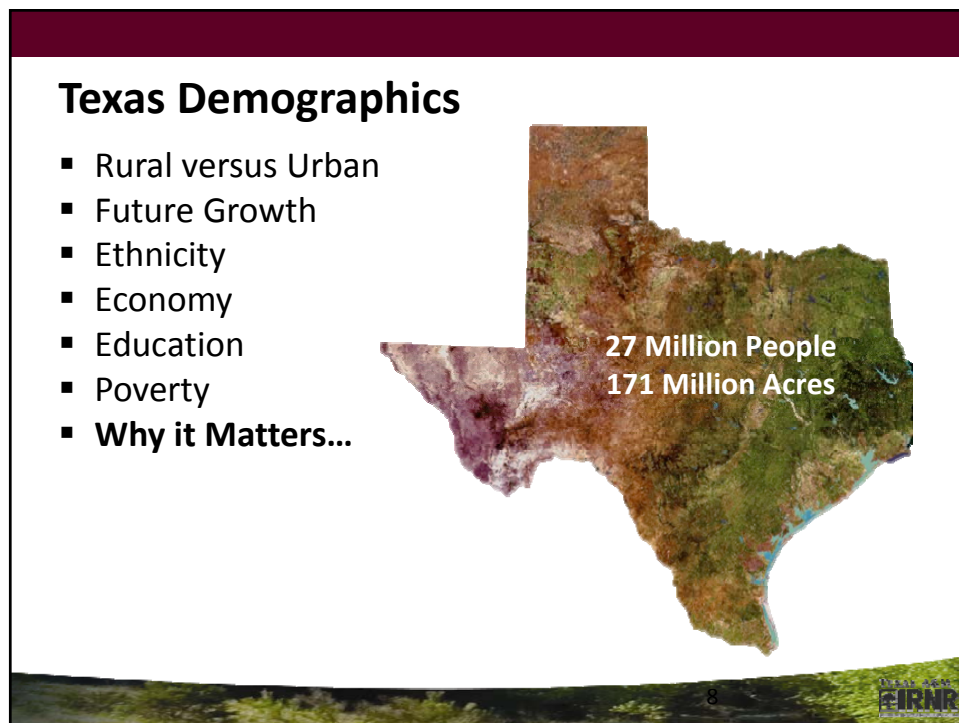 Texas Demographics
▪ Rural versus Urban
▪ Future Growth
▪ Ethnicity
▪ Economy
▪ Education
▪ Poverty
▪ Why it Matters…
27 Million People
171 Million Acres
8
TEXAS A&M
IRNR